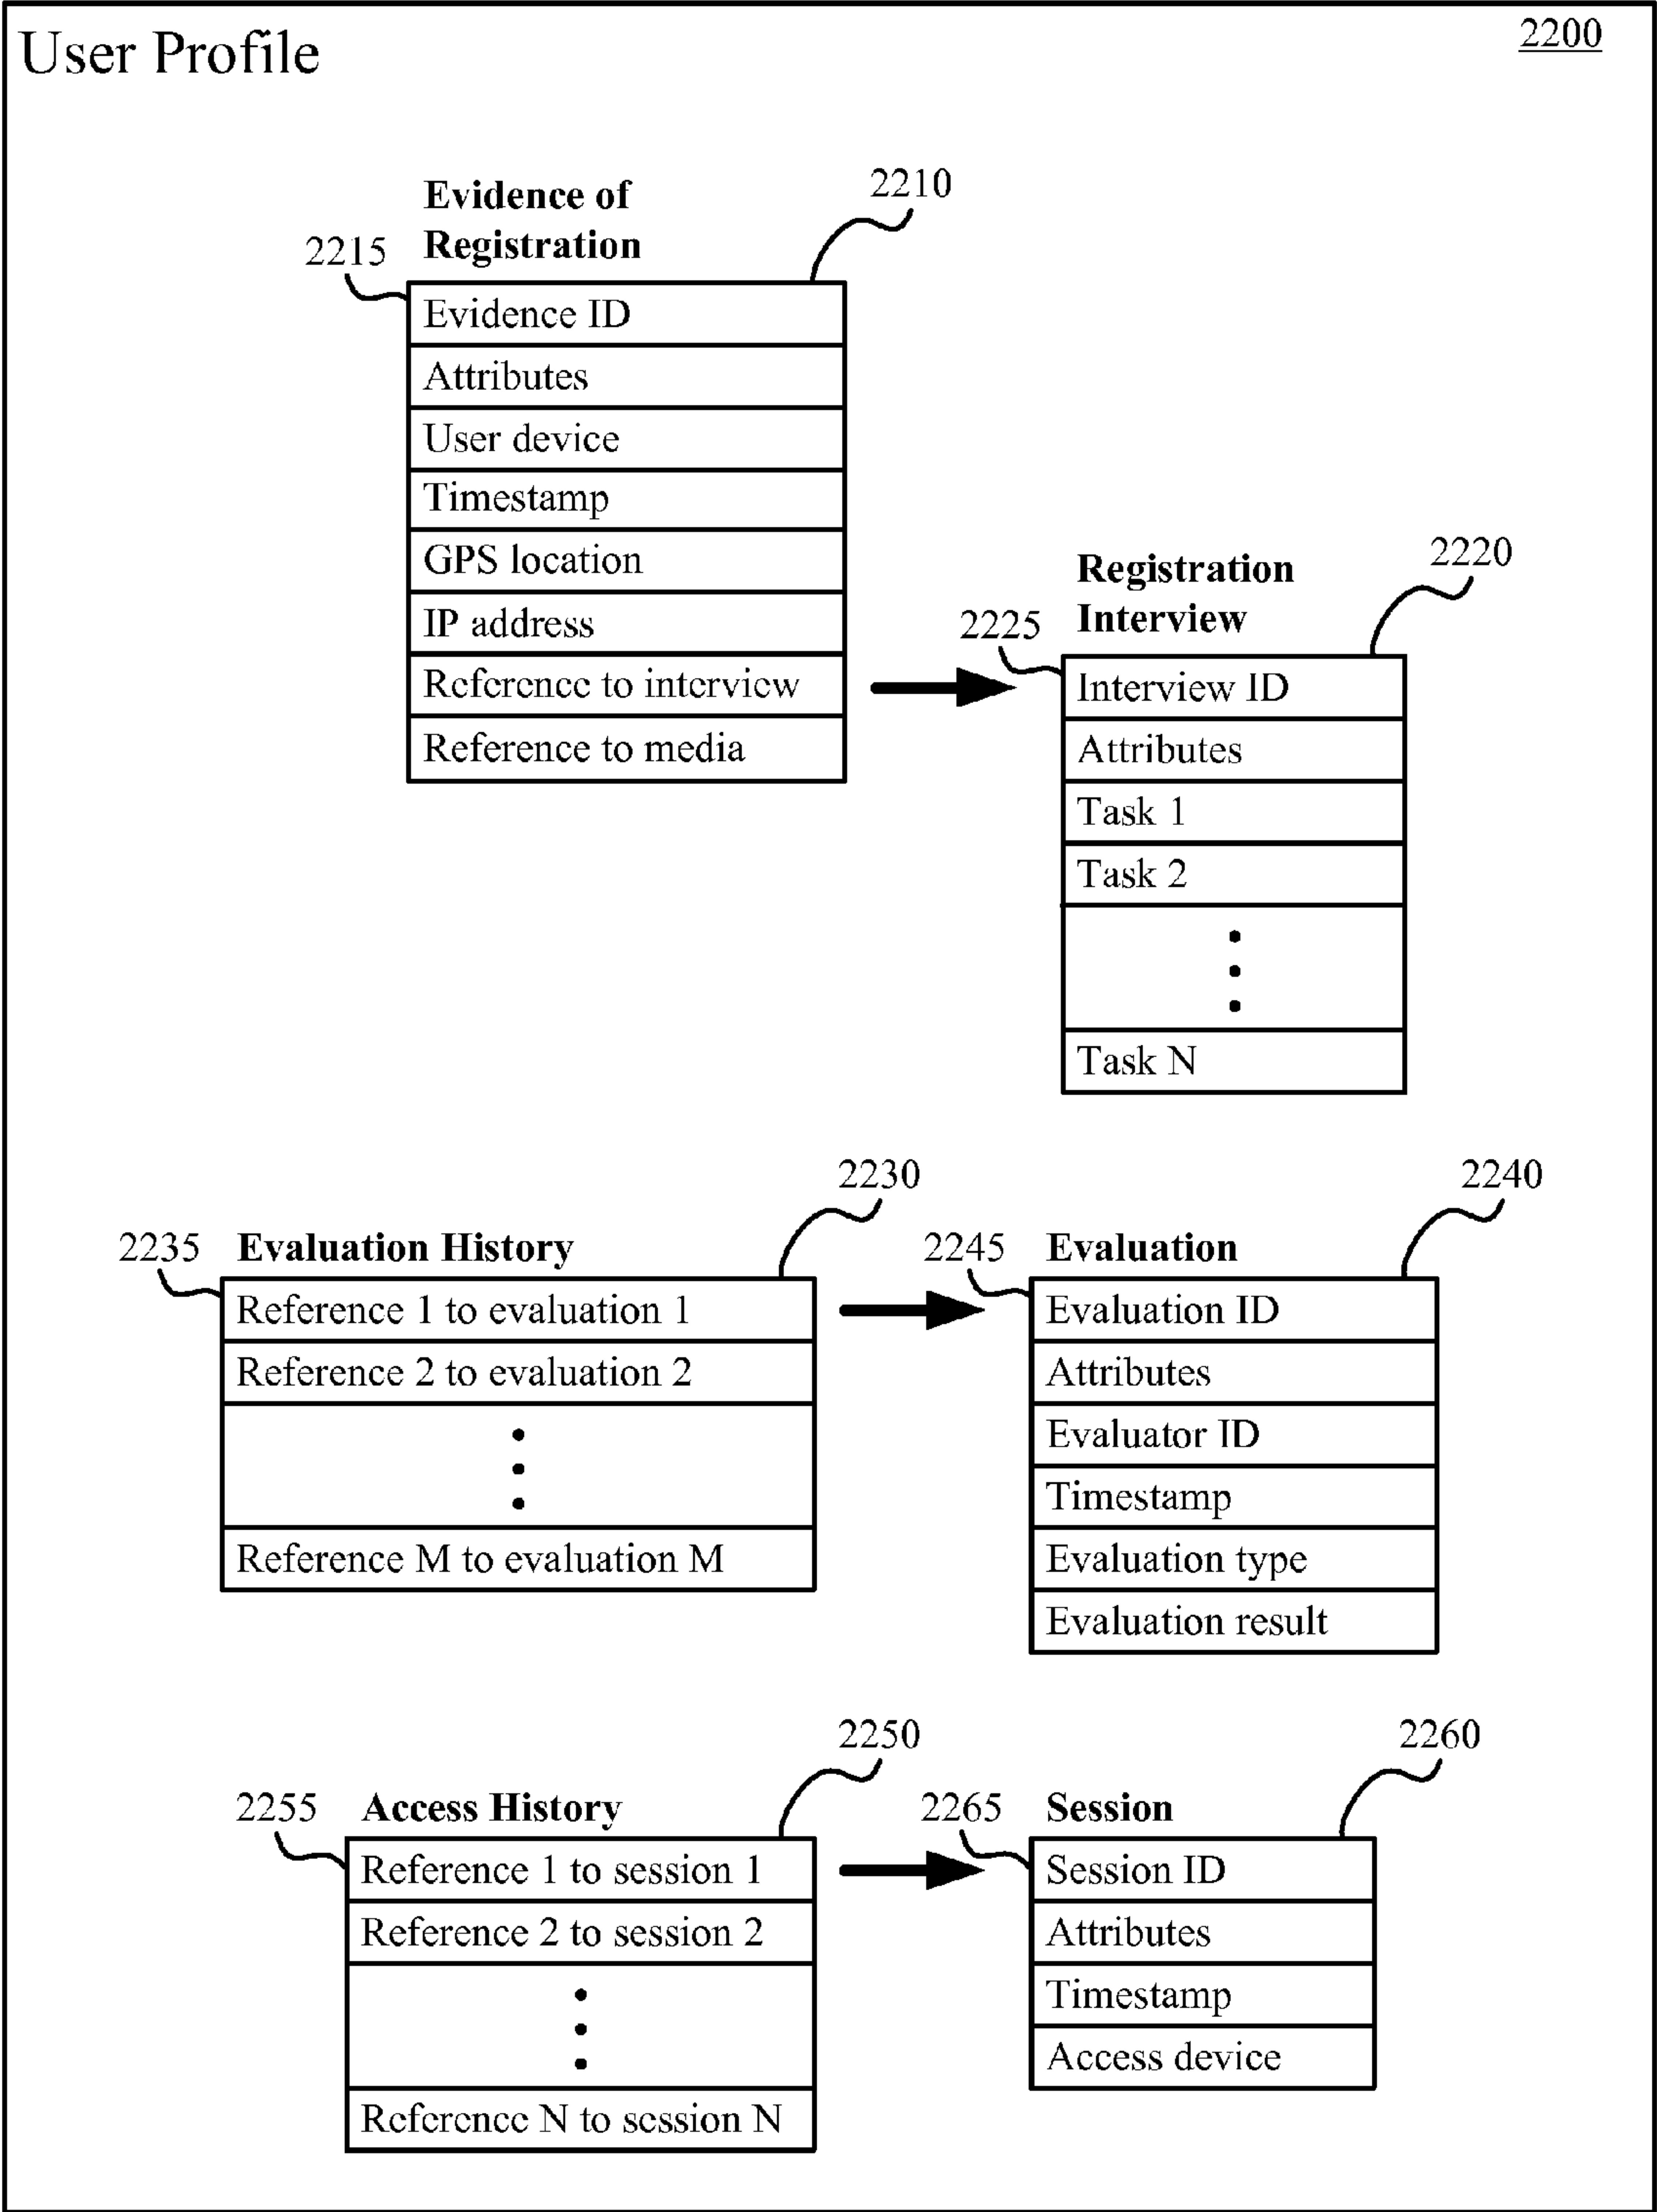 User Profile
2200
Evidence of
Registration
2210
2215
Evidence ID
Attributes
User device
Timestamp
GPS location
IP address
Reference to interview
Reference to media
Registration
Interview
2220
2225
Interview ID
Attributes
Task 1
Task 2
Task N
2230
2235
Evaluation History
Reference 1 to evaluation 1
Reference 2 to evaluation 2
Reference M to evaluation M
2240
2245
Evaluation
Evaluation ID
Attributes
Evaluator ID
Timestamp
Evaluation type
Evaluation result
2250
2255
Access History
Reference 1 to session 1
Reference 2 to session 2
Reference N to session N
2260
2265
Session
Session ID
Attributes
Timestamp
Access device